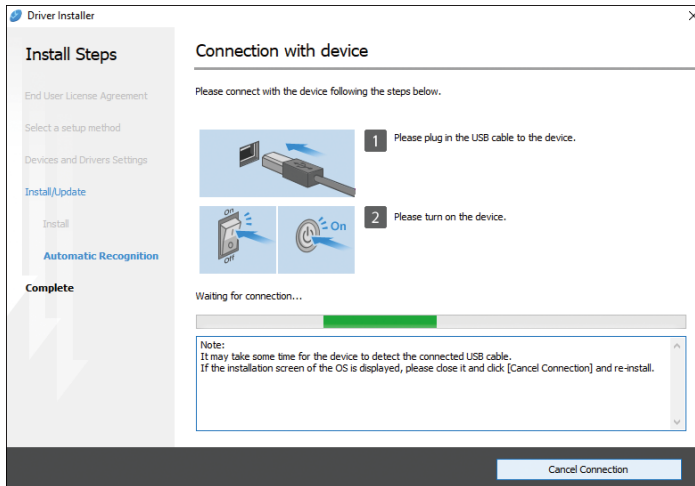 Driver Installer
Install Steps
End User License Agreement
Select a setup method
Devices and Drivers Settings
Install/Update
Install
Automatic Recognition
Complete
Connection with device
Please connect with the device following the steps below.
1 Please plug in the USB cable to the device.
On
Off
On
2 Please turn on the device.
Waiting for connection...
Note:
It may take some time for the device to detect the connected USB cable.
If the installation screen of the OS is displayed, please close it and click [Cancel Connection] and re-install.
Cancel Connection